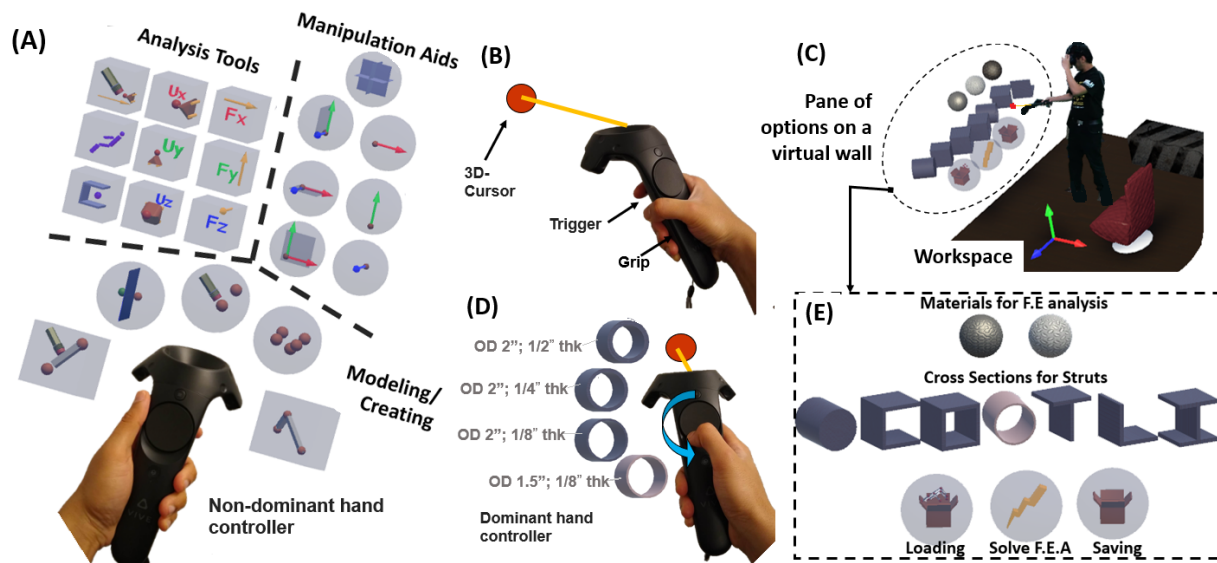 (A)
Analysis Tools
Manipulation Aids
Ux
Fx
Uy
Fy
Uz
Fz
Modeling/
Creating
Non-dominant hand
controller
(B)
3D-
Cursor
Trigger
Grip
(C)
Pane of
options on a
virtual wall
Workspace
(D)
OD 2”; 1/2” thk
OD 2”; 1/4” thk
OD 2”; 1/8” thk
OD 1.5”; 1/8” thk
Dominant hand
controller
(E)
Materials for F.E analysis
Cross Sections for Struts
Loading
Solve F.E.A
Saving